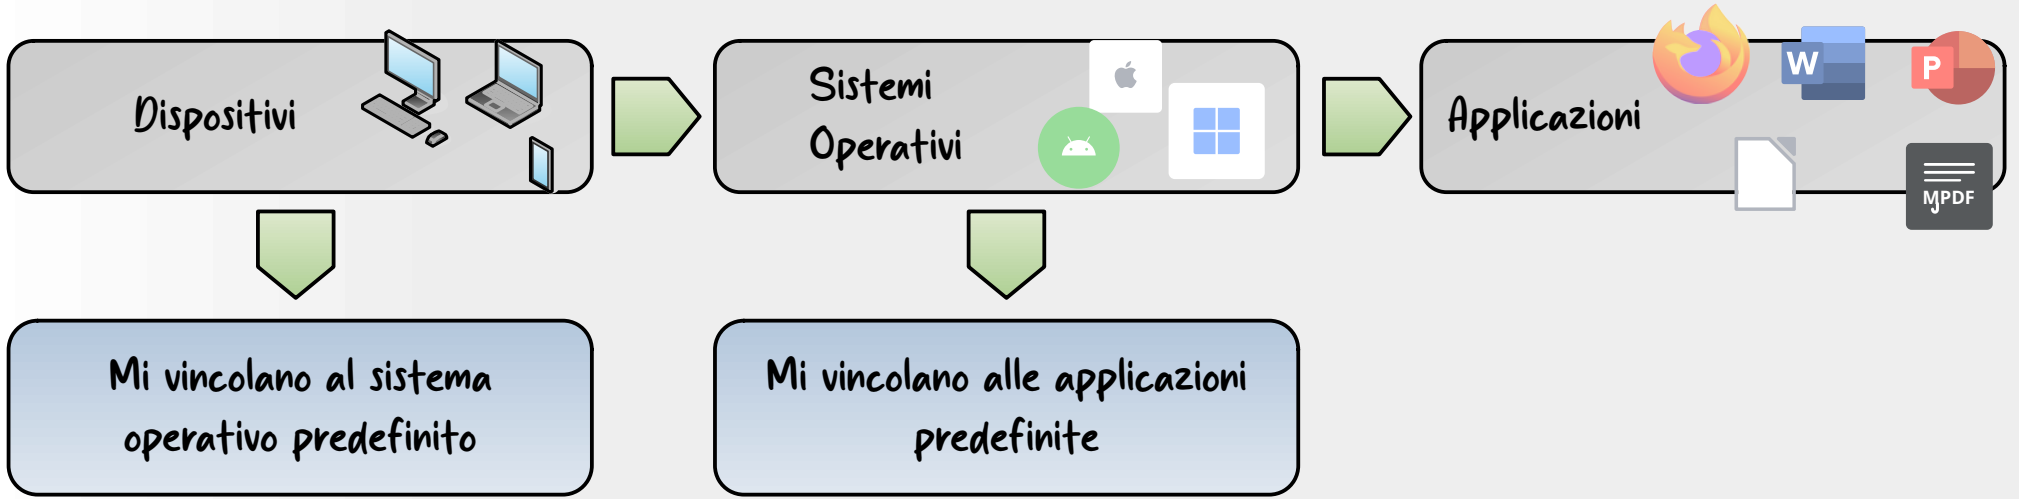 Dispositivi
Sistemi
Operativi
Applicazioni
W
P
MPDF
Mi vincolano al sistema
operativo predefinito
Mi vincolano alle applicazioni
predefinite